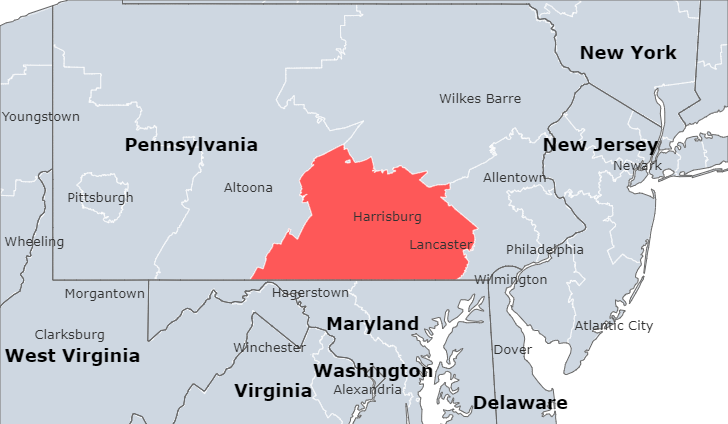 New York
Wilkes Barre
Youngstown
Pennsylvania
New Jersey
Newark
Allentown
Altoona
Pittsburgh
Harrisburg
Wheeling
Lancaster
Philadelphia
Wilmington
Morgantown
Hagerstown
Maryland
Atlantic City
Clarksburg
West Virginia
Winchester
Dover
Washington
Virginia
Alexandria
Delaware